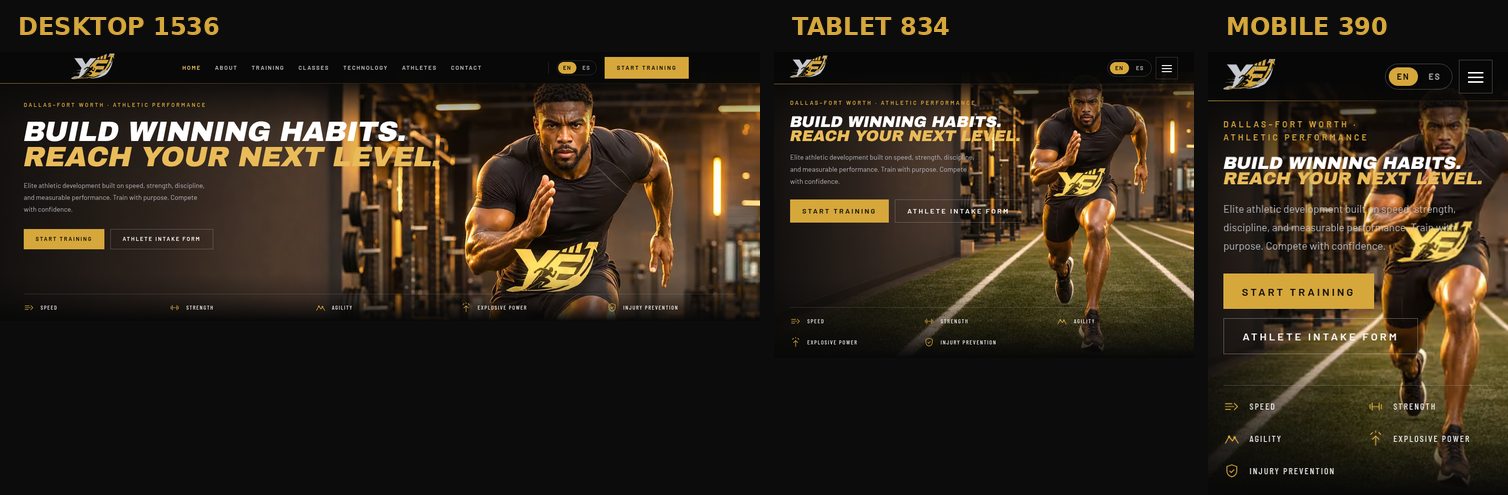 DESKTOP 1536
YE
HOME ABOUT TRAINING CLASSES TECHNOLOGY ATHLETES CONTACT
EN ES
START TRAINING
DALLAS-FORT WORTH · ATHLETIC PERFORMANCE
BUILD WINNING HABITS.
REACH YOUR NEXT LEVEL.
Elite athletic development built on speed, strength, discipline,
and measurable performance. Train with purpose. Compete
with confidence.
START TRAINING
ATHLETE INTAKE FORM
YE
SPEED
STRENGTH
AGILITY
EXPLOSIVE POWER
INJURY PREVENTION
TABLET 834
YE
EN ES
DALLAS-FORT WORTH · ATHLETIC PERFORMANCE
BUILD WINNING HABITS.
REACH YOUR NEXT LEVEL.
Elite athletic development built on speed, strength, discipline,
and measurable performance. Train with purpose. Compete
with confidence.
START TRAINING
ATHLETE INTAKE FORM
YE
SPEED
STRENGTH
AGILITY
EXPLOSIVE POWER
INJURY PREVENTION
MOBILE 390
YE
EN ES
DALLAS-FORT WORTH ·
ATHLETIC PERFORMANCE
BUILD WINNING HABITS.
REACH YOUR NEXT LEVEL.
Elite athletic development built on speed, strength,
discipline, and measurable performance. Train with
purpose. Compete with confidence.
START TRAINING
ATHLETE INTAKE FORM
YE
SPEED
STRENGTH
AGILITY
EXPLOSIVE POWER
INJURY PREVENTION